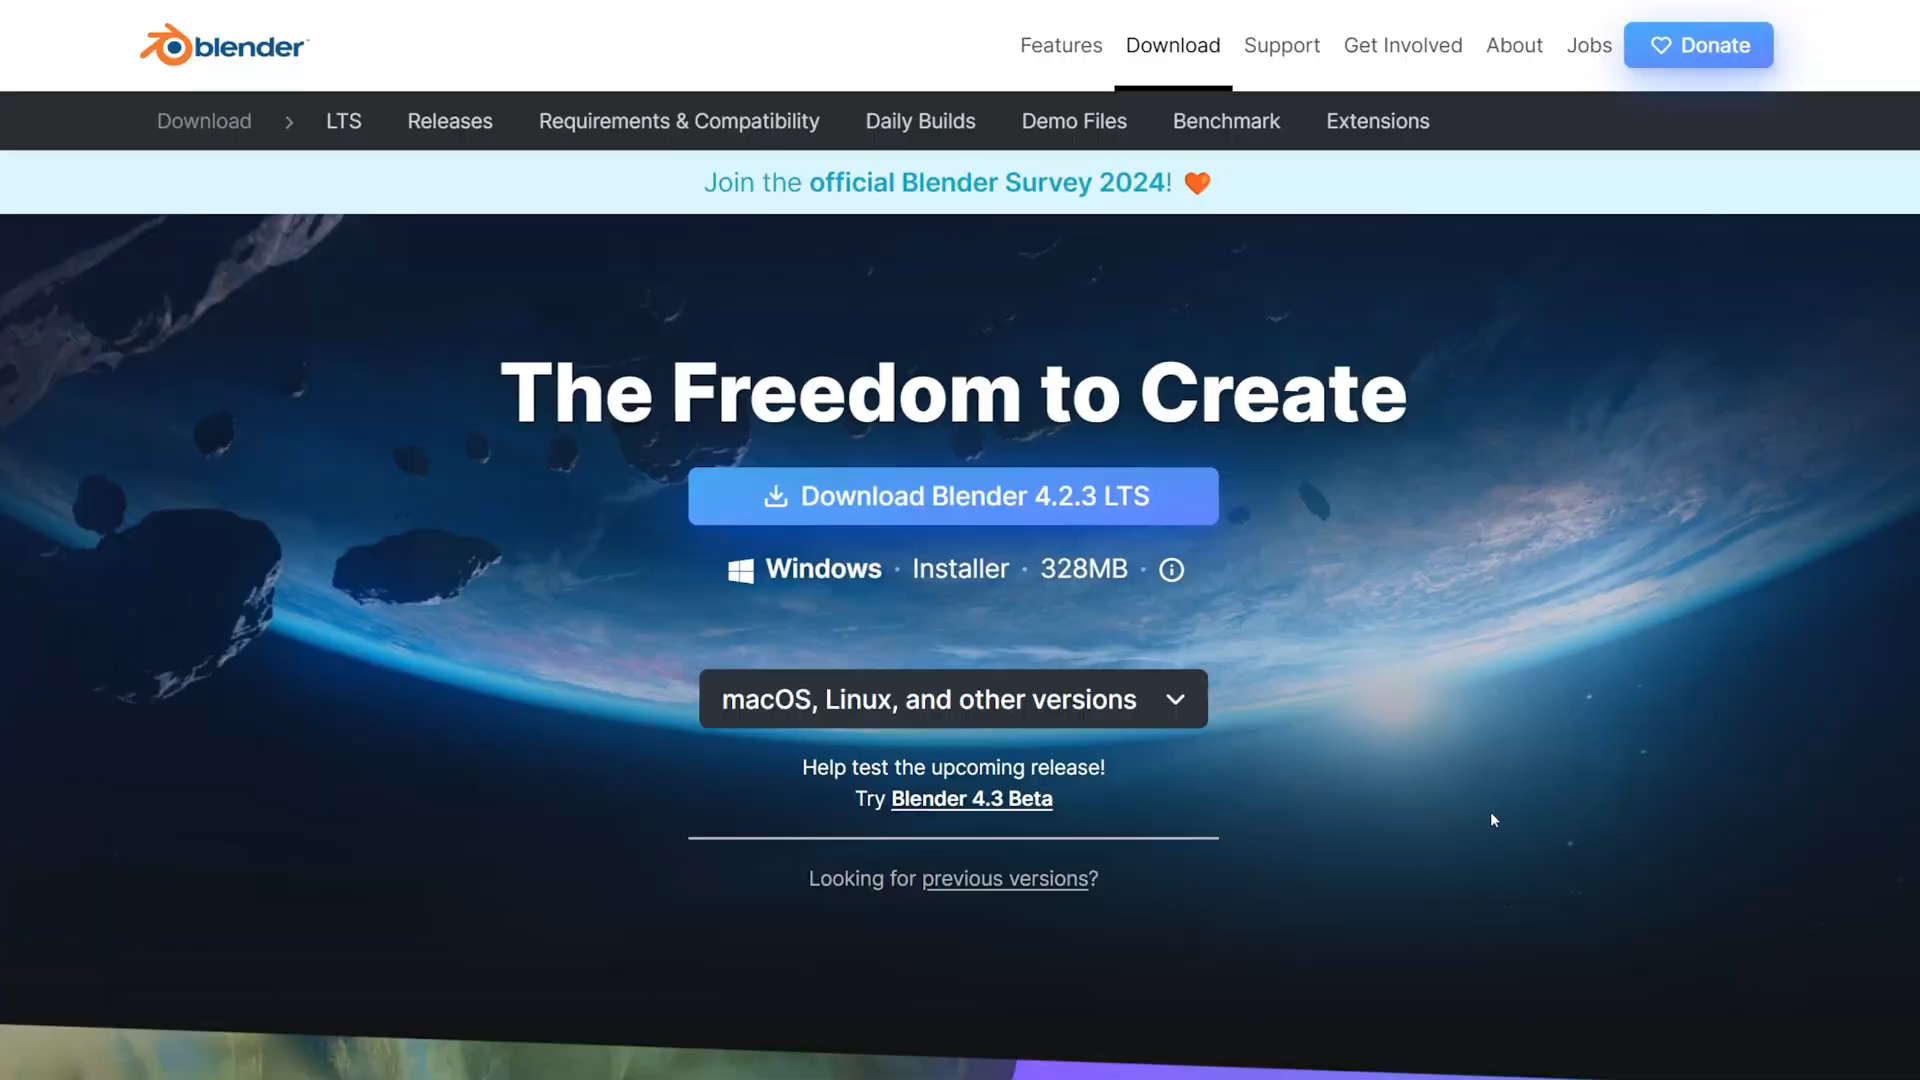 blender
Features Download Support Get Involved About Jobs Donate
Download LTS Releases Requirements & Compatibility Daily Builds Demo Files Benchmark Extensions
Join the official Blender Survey 2024!
The Freedom to Create
Download Blender 4.2.3 LTS
Windows · Installer · 328MB ·
macOS, Linux, and other versions
Help test the upcoming release!
Try Blender 4.3 Beta
Looking for previous versions?